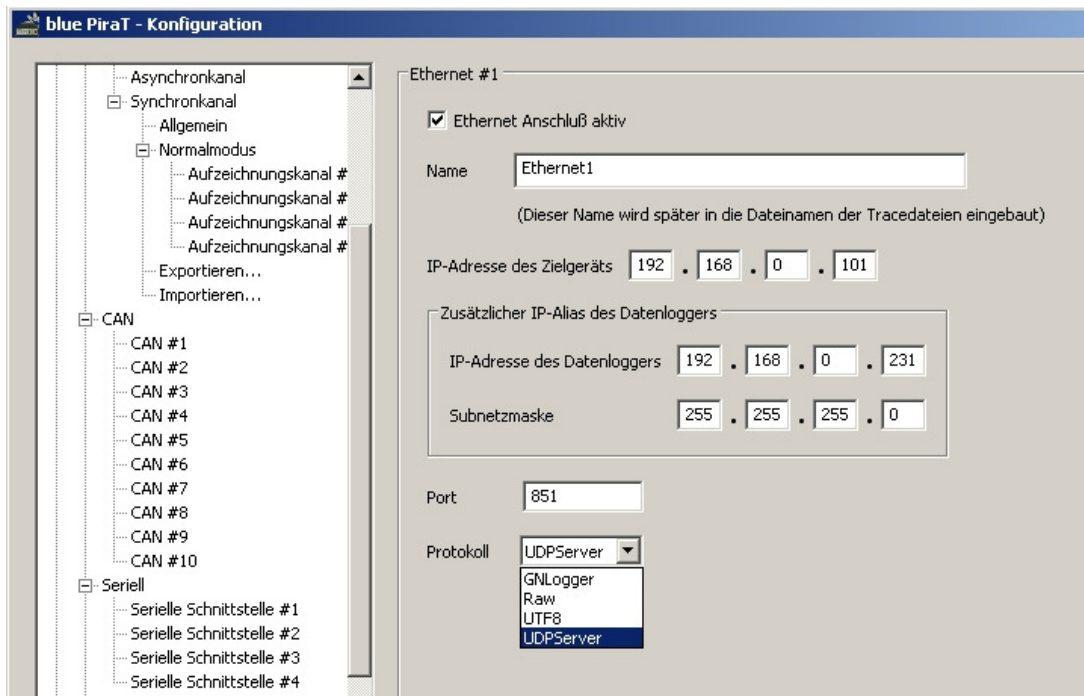 blue PiraT - Konfiguration
Asynchronkanal
Synchronkanal
Allgemein
Normalmodus
Aufzeichnungskanal #
Aufzeichnungskanal #
Aufzeichnungskanal #
Aufzeichnungskanal #
Exportieren...
Importieren...
CAN
CAN #1
CAN #2
CAN #3
CAN #4
CAN #5
CAN #6
CAN #7
CAN #8
CAN #9
CAN #10
Seriell
Serielle Schnittstelle #1
Serielle Schnittstelle #2
Serielle Schnittstelle #3
Serielle Schnittstelle #4
Ethernet #1
Ethernet Anschluß aktiv
Name Ethernet1
(Dieser Name wird später in die Dateinamen der Tracedateien eingebaut)
IP-Adresse des Zielgeräts 192 . 168 . 0 . 101
Zusätzlicher IP-Alias des Datenloggers
IP-Adresse des Datenloggers 192 . 168 . 0 . 231
Subnetzmaske 255 . 255 . 255 . 0
Port 851
Protokoll UDPServer
GNLogger
Raw
UTF8
UDPServer